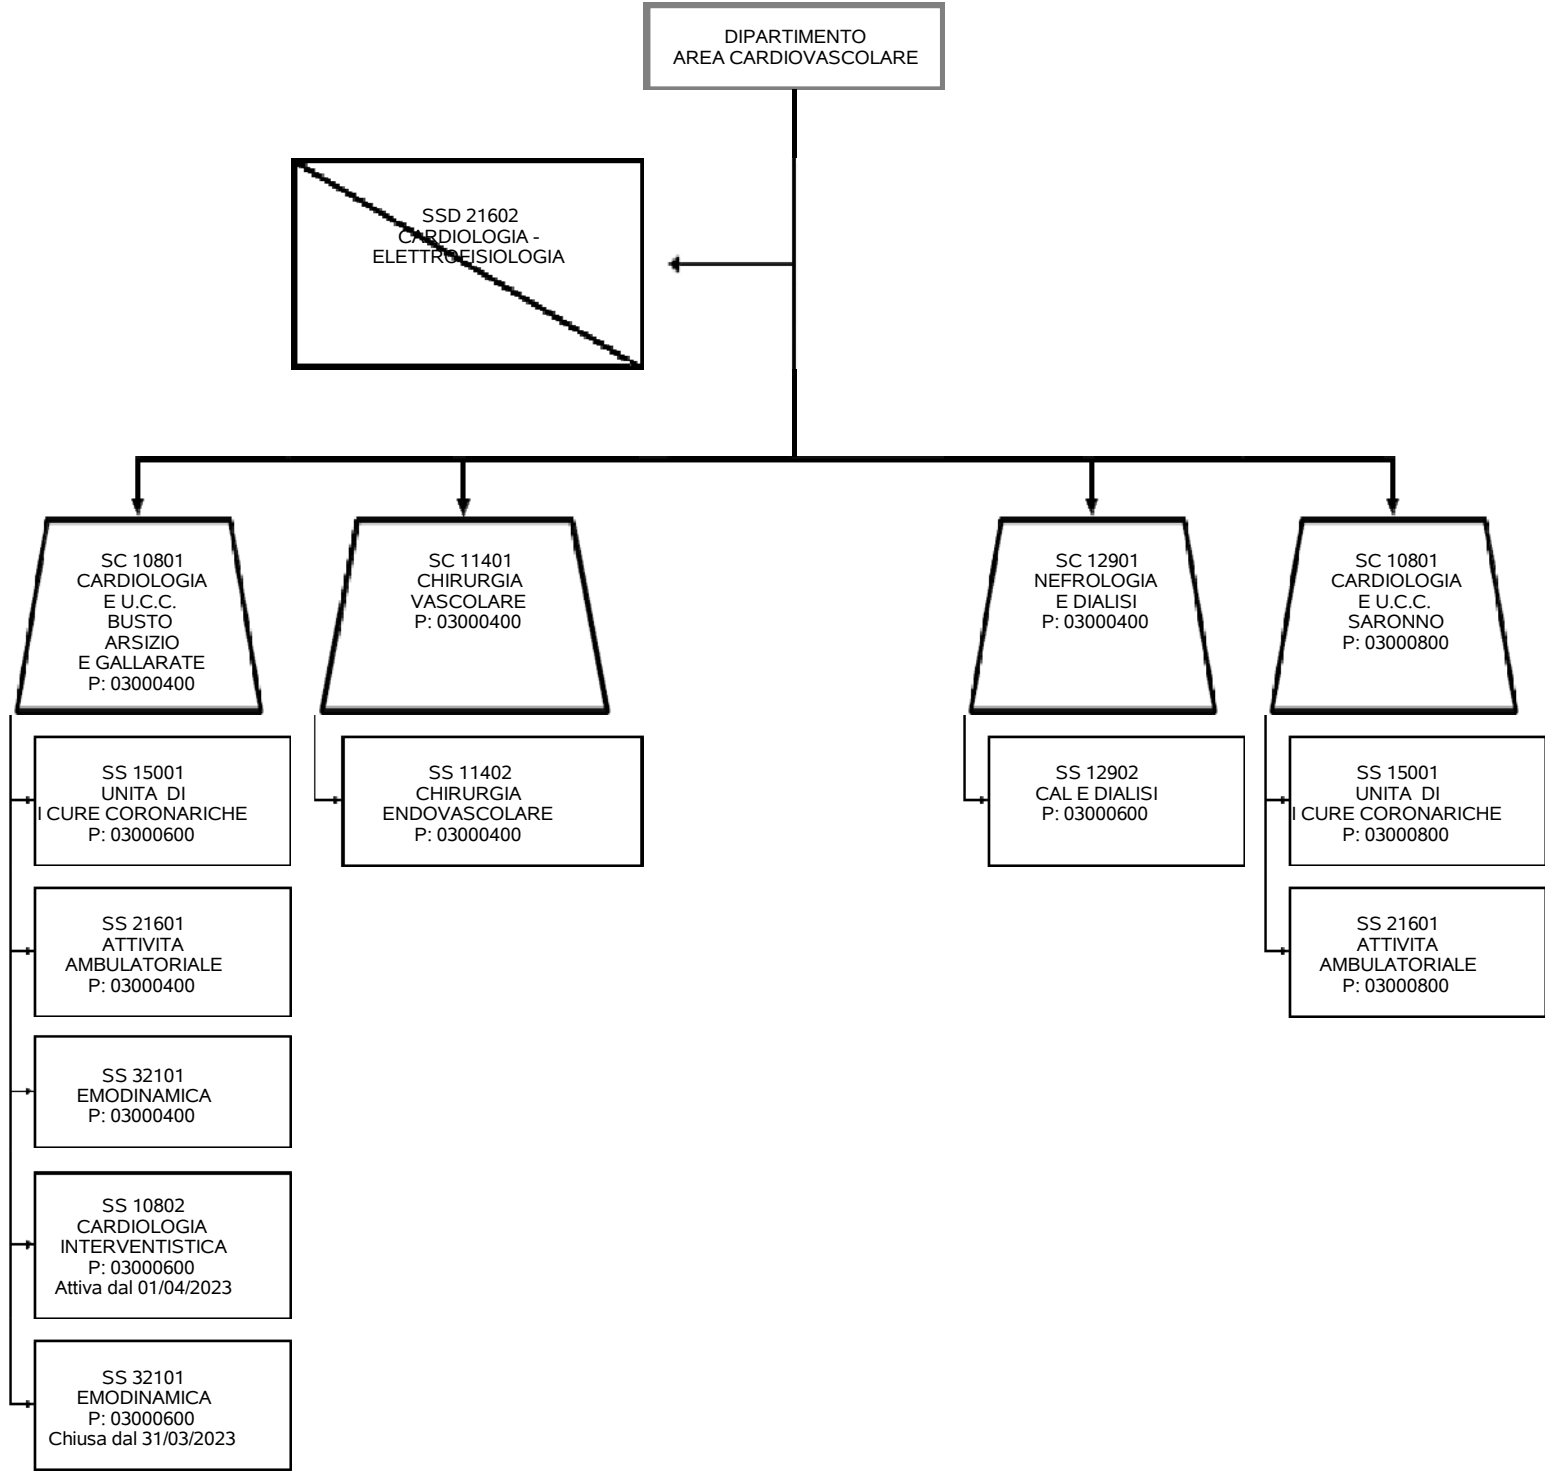 DIPARTIMENTO
AREA CARDIOVASCOLARE
SSD 21602
CARDIOLOGIA -
ELETTROFISIOLOGIA
SC 10801
CARDIOLOGIA
E U.C.C.
BUSTO
ARSIZIO
E GALLARATE
P: 03000400
SC 11401
CHIRURGIA
VASCOLARE
P: 03000400
SC 12901
NEFROLOGIA
E DIALISI
P: 03000400
SC 10801
CARDIOLOGIA
E U.C.C.
SARONNO
P: 03000800
SS 15001
UNITA DI
I CURE CORONARICHE
P: 03000600
SS 11402
CHIRURGIA
ENDOVASCOLARE
P: 03000400
SS 12902
CAL E DIALISI
P: 03000600
SS 15001
UNITA DI
I CURE CORONARICHE
P: 03000800
SS 21601
ATTIVITA
AMBULATORIALE
P: 03000400
SS 21601
ATTIVITA
AMBULATORIALE
P: 03000800
SS 32101
EMODINAMICA
P: 03000400
SS 10802
CARDIOLOGIA
INTERVENTISTICA
P: 03000600
Attiva dal 01/04/2023
SS 32101
EMODINAMICA
P: 03000600
Chiusa dal 31/03/2023